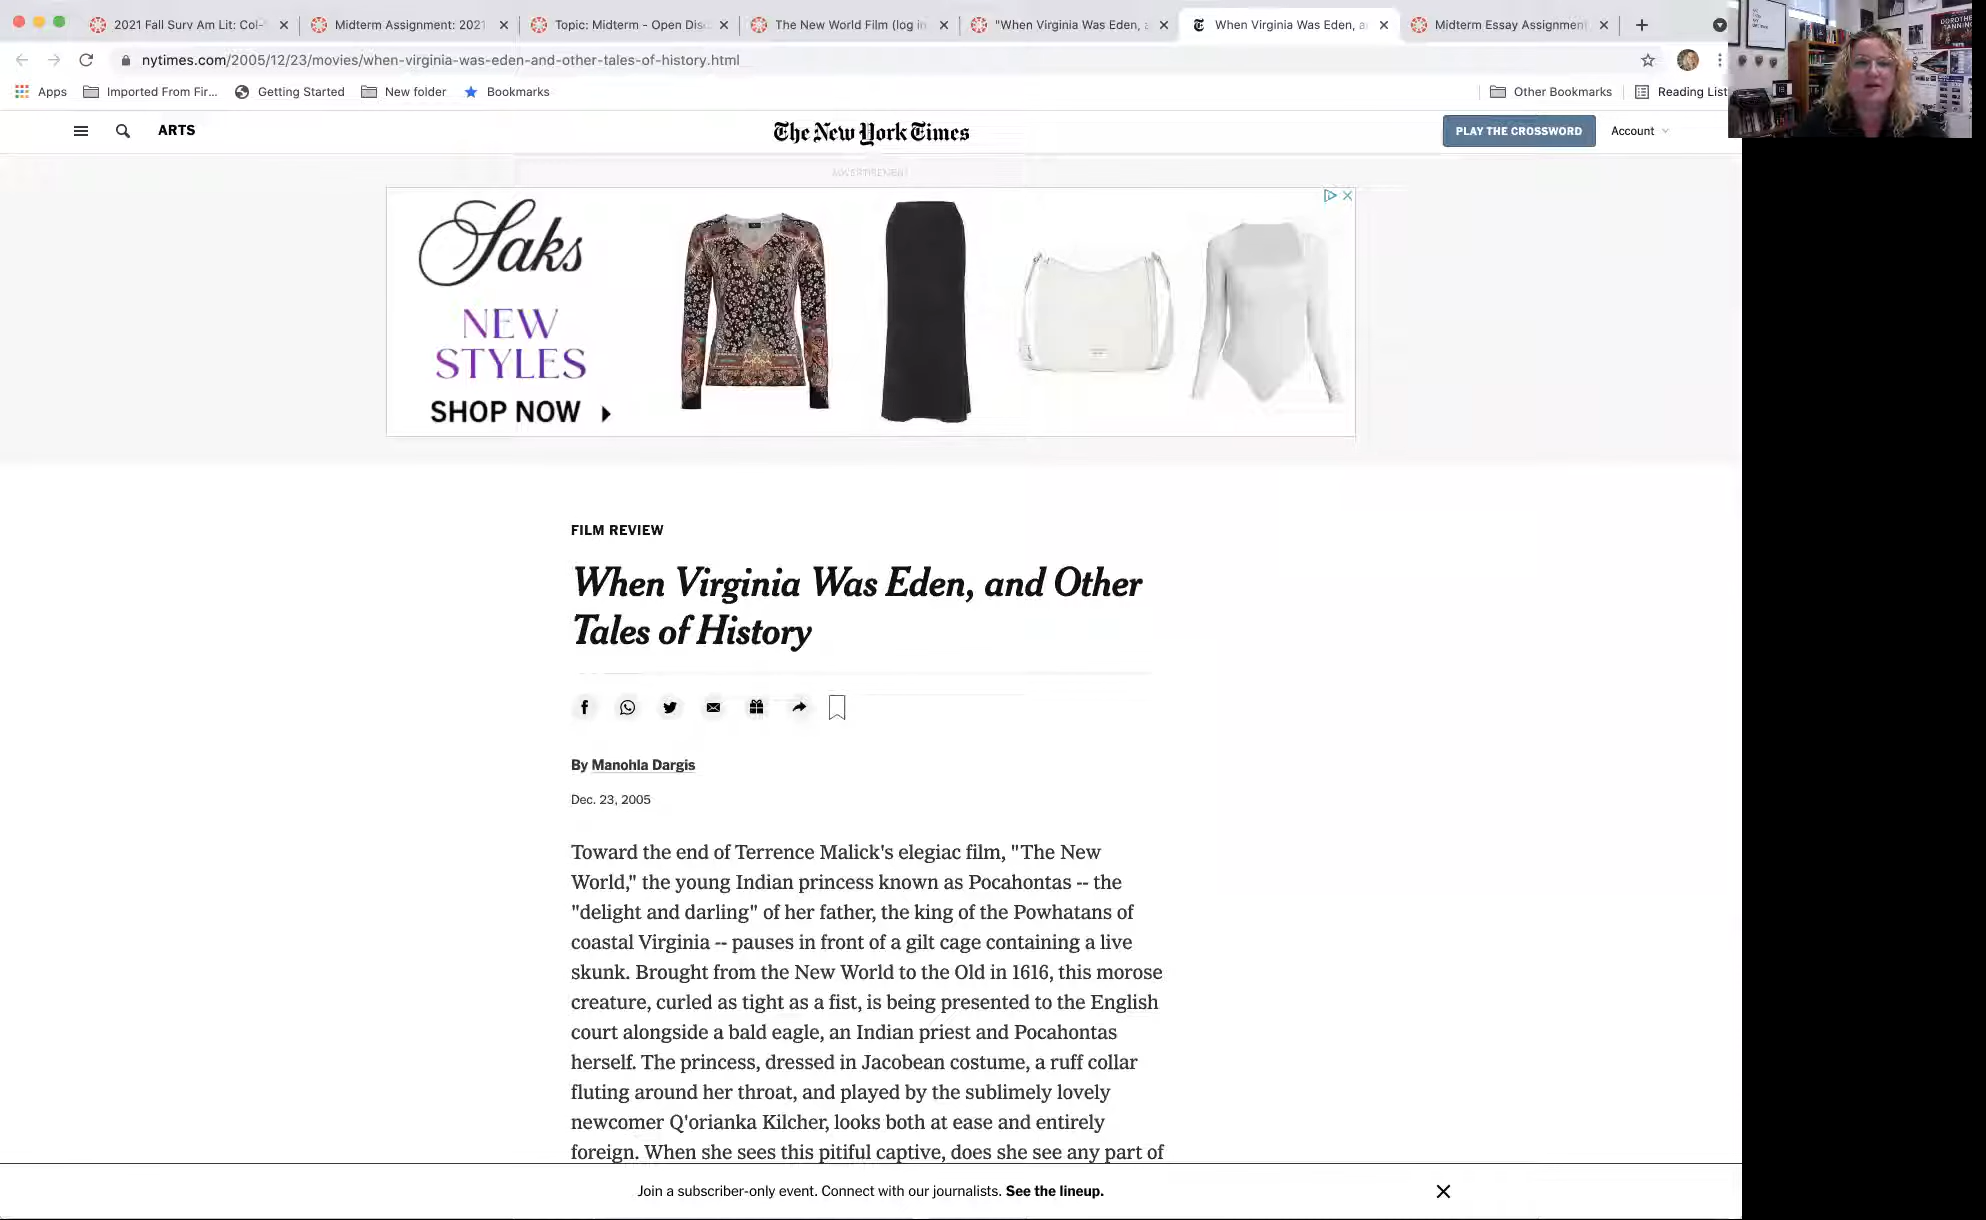 2021 Fall Surv Am Lit: Col-
Midterm Assignment: 2021
Topic: Midterm - Open Disc
The New World Film (log in
"When Virginia Was Eden, a
When Virginia Was Eden, an
Midterm Essay Assignment
nytimes.com/2005/12/23/movies/when-virginia-was-eden-and-other-tales-of-history.html
Apps
Imported From Fir...
Getting Started
New folder
Bookmarks
Other Bookmarks
Reading List
ARTS
The New York Times
PLAY THE CROSSWORD
Account
ADVERTISEMENT
Saks
NEW
STYLES
SHOP NOW
FILM REVIEW
When Virginia Was Eden, and Other
Tales of History
By Manohla Dargis
Dec. 23, 2005
Toward the end of Terrence Malick's elegiac film, "The New
World," the young Indian princess known as Pocahontas -- the
"delight and darling" of her father, the king of the Powhatans of
coastal Virginia -- pauses in front of a gilt cage containing a live
skunk. Brought from the New World to the Old in 1616, this morose
creature, curled as tight as a fist, is being presented to the English
court alongside a bald eagle, an Indian priest and Pocahontas
herself. The princess, dressed in Jacobean costume, a ruff collar
fluting around her throat, and played by the sublimely lovely
newcomer Q'orianka Kilcher, looks both at ease and entirely
foreign. When she sees this pitiful captive, does she see any part of
Join a subscriber-only event. Connect with our journalists. See the lineup.